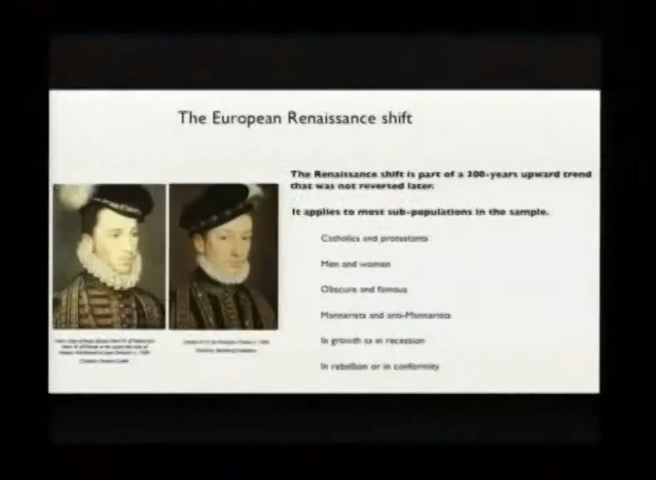 The European Renaissance shift
The Renaissance shift is part of a 300-years upward trend
that was not reversed later.
It applies to most sub-populations in the sample.
Catholics and protestants
Men and women
Obscure and famous
Mannerists and anti-Mannerists
In growth as in recession
In rebellion or in conformity